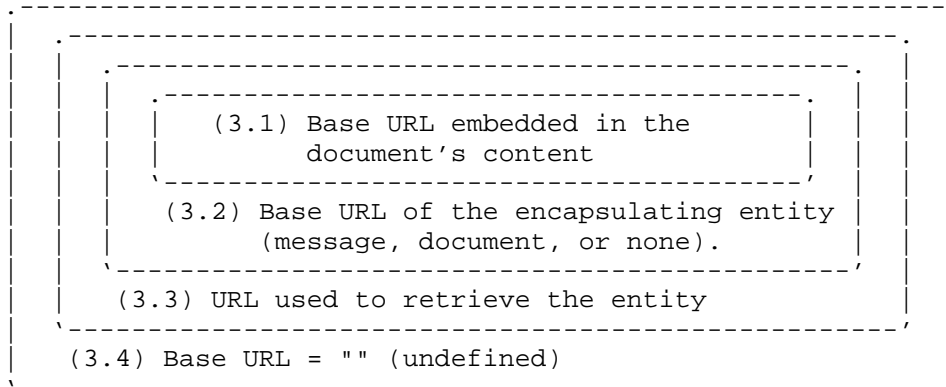 (3.1) Base URL embedded in the
document's content
(3.2) Base URL of the encapsulating entity
(message, document, or none).
(3.3) URL used to retrieve the entity
(3.4) Base URL = "" (undefined)